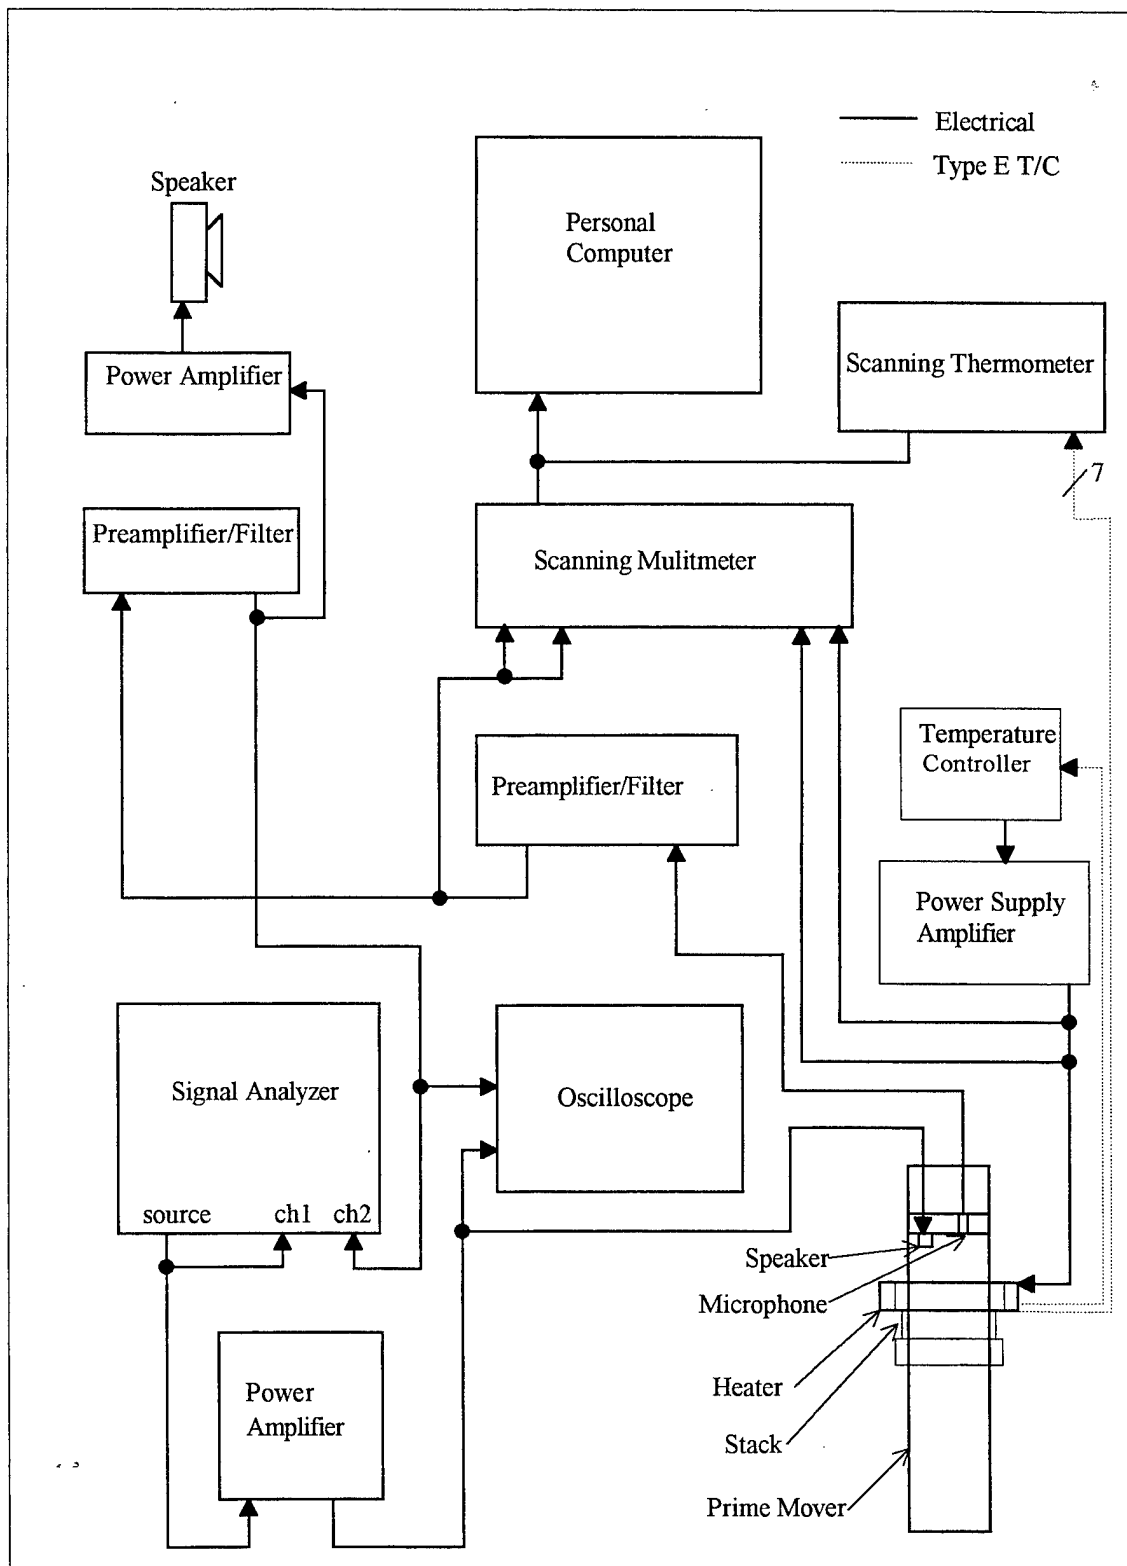 Electrical
Type E T/C
Speaker
Personal
Computer
Scanning Thermometer
Power Amplifier
7
Preamplifier/Filter
Scanning Mulitmeter
Temperature
Controller
Preamplifier/Filter
Power Supply
Amplifier
Signal Analyzer
Oscilloscope
source
ch1
ch2
Speaker
Microphone
Heater
Power
Amplifier
Stack
Prime Mover